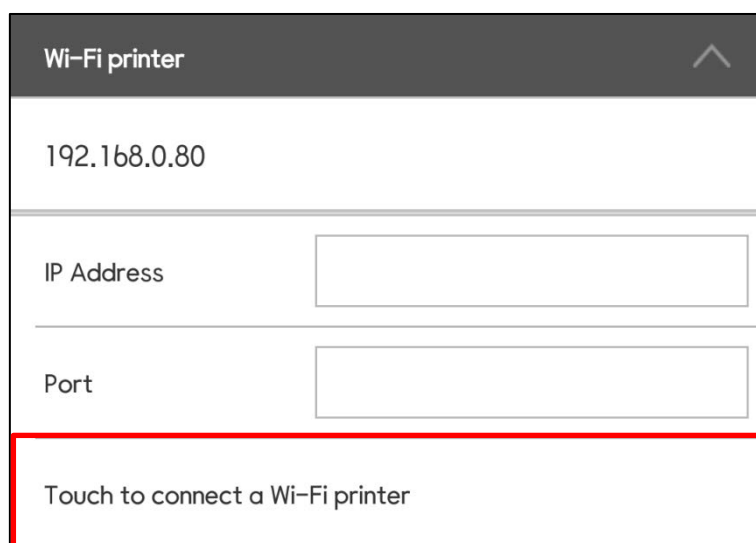 Wi-Fi printer
192.168.0.80
IP Address
Port
Touch to connect a Wi-Fi printer